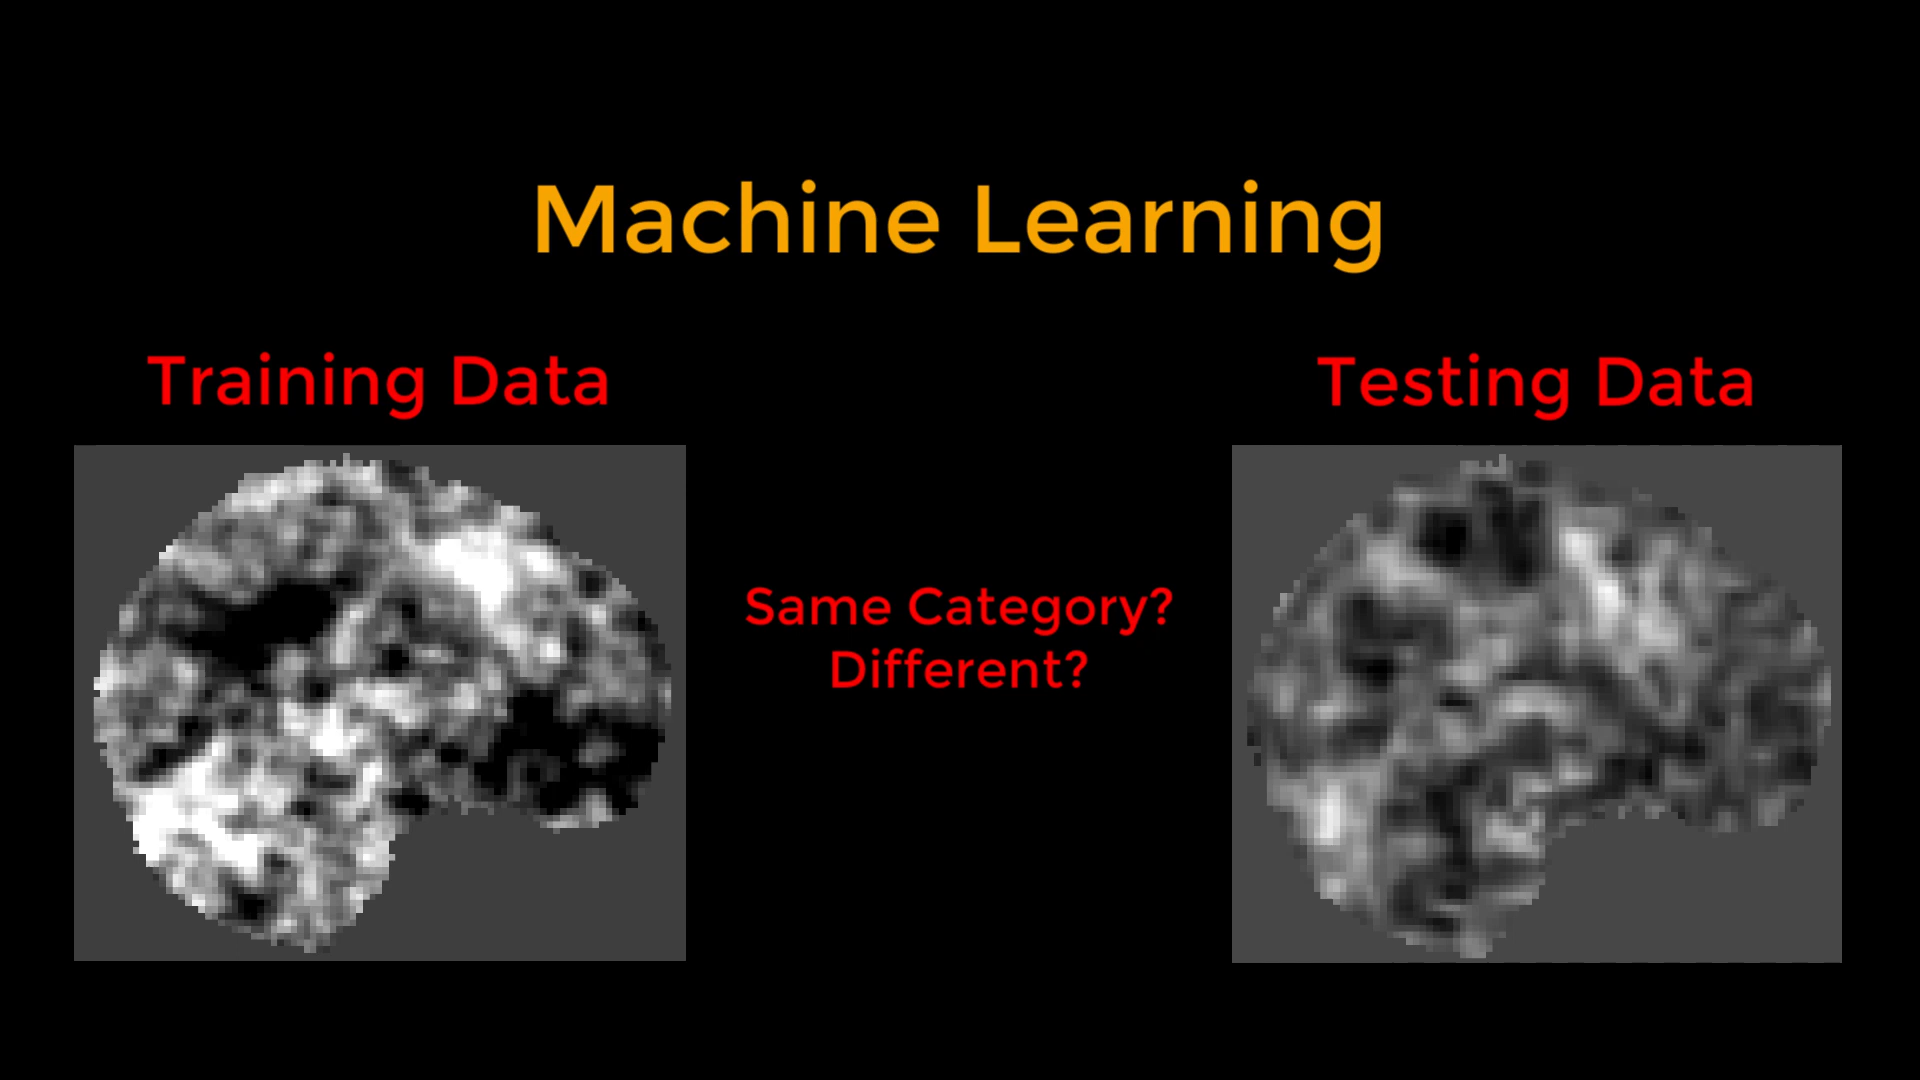 Machine Learning
Training Data
Testing Data
Same Category?
Different?